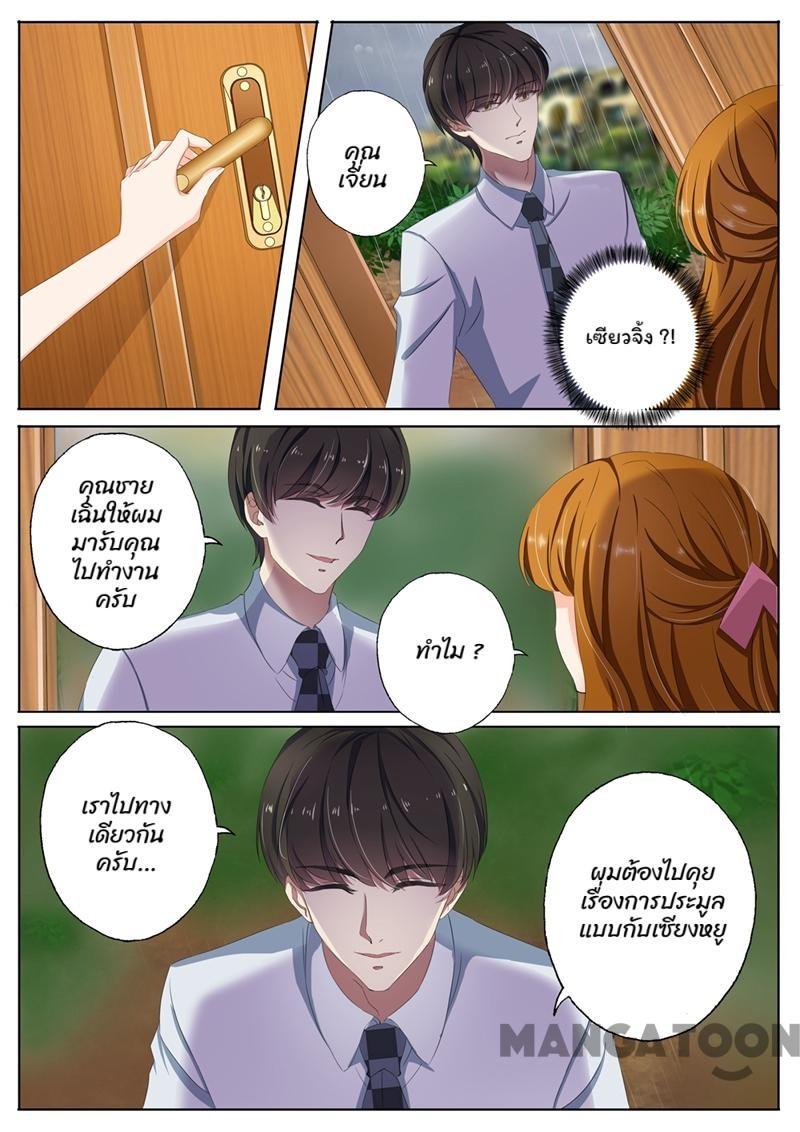 คุณ
เจี่ยน
เซียวจิ้ง ?!
คุณชาย
เฉินให้ผม
มารับคุณ
ไปทำงาน
ครับ
ทำไม ?
เราไปทาง
เดียวกัน
ครับ...
ผมต้องไปคุย
เรื่องการประมูล
แบบกับเซียงหยู
MANGATOON